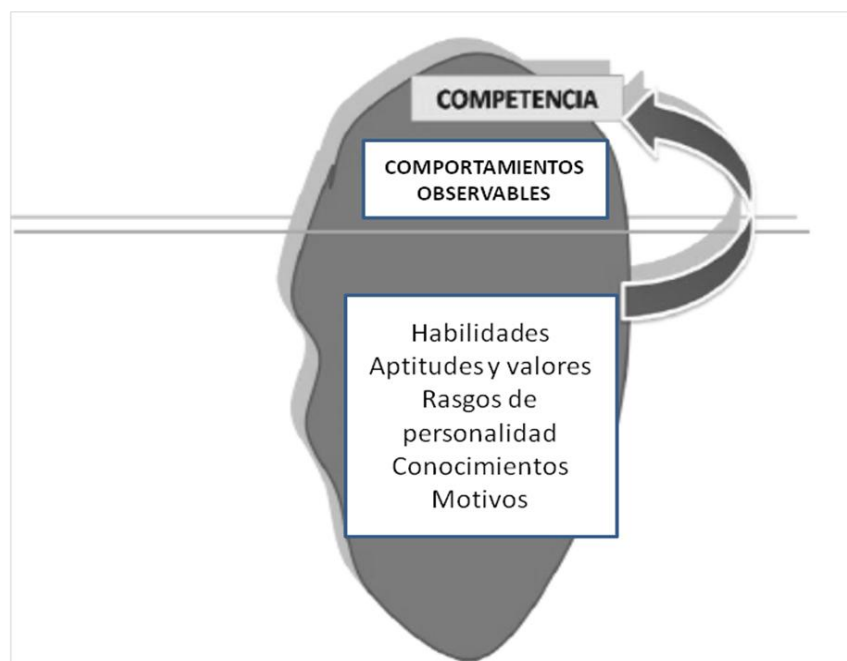 COMPETENCIA
COMPORTAMIENTOS
OBSERVABLES
Habilidades
Aptitudes y valores
Rasgos de
personalidad
Conocimientos
Motivos